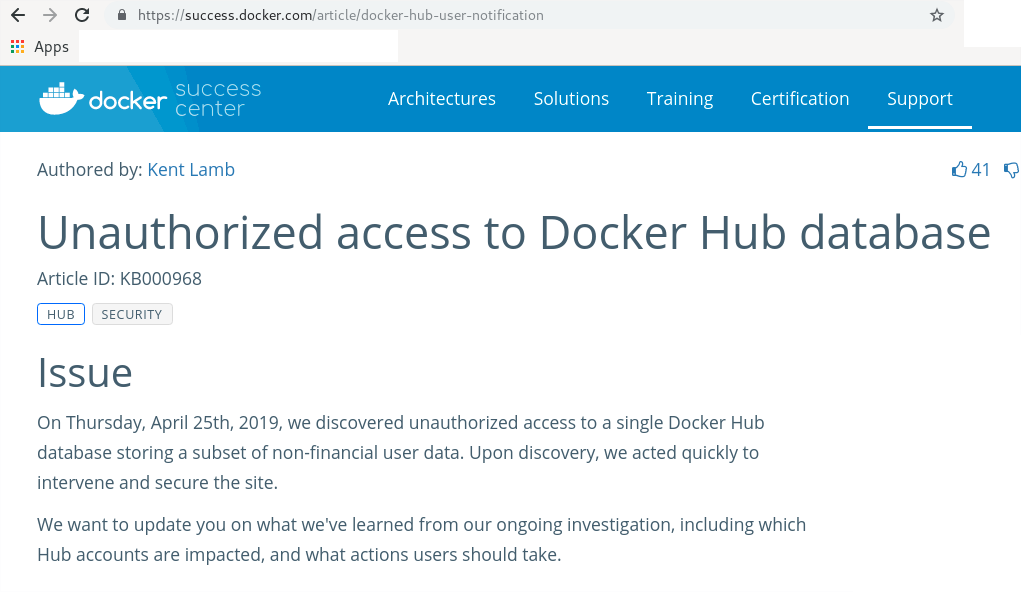 https://success.docker.com/article/docker-hub-user-notification
Apps
docker success center
Architectures Solutions Training Certification Support
Authored by: Kent Lamb 41
Unauthorized access to Docker Hub database
Article ID: KB000968
HUB SECURITY
Issue
On Thursday, April 25th, 2019, we discovered unauthorized access to a single Docker Hub
database storing a subset of non-financial user data. Upon discovery, we acted quickly to
intervene and secure the site.
We want to update you on what we've learned from our ongoing investigation, including which
Hub accounts are impacted, and what actions users should take.